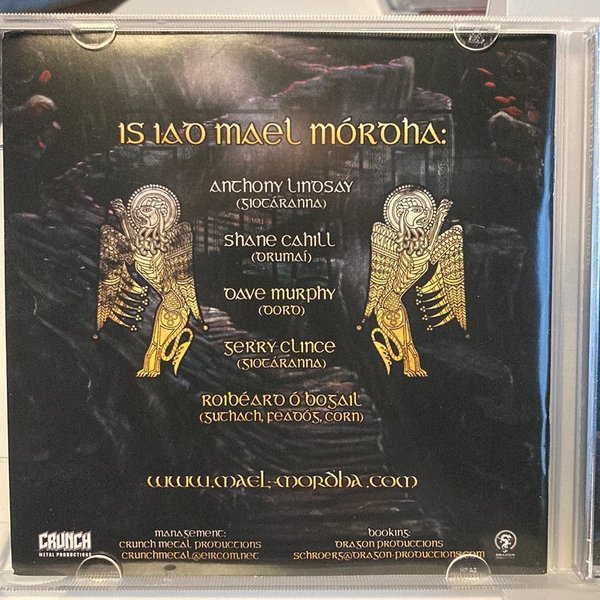 is iad mael mórdha:
anthony lindsay
(giotáranna)
shane cahill
(drumaí)
dave murphy
(dord)
gerry clince
(giotáranna)
roibéard ó bogail
(guthach, feadóg, corn)
www.mael-mordha.com
CRUNCH
METAL PRODUCTIONS
management:
crunch metal productions
crunchmetal@eircom.net
booking:
dragon productions
schroers@dragon-productions.com
DRAGON